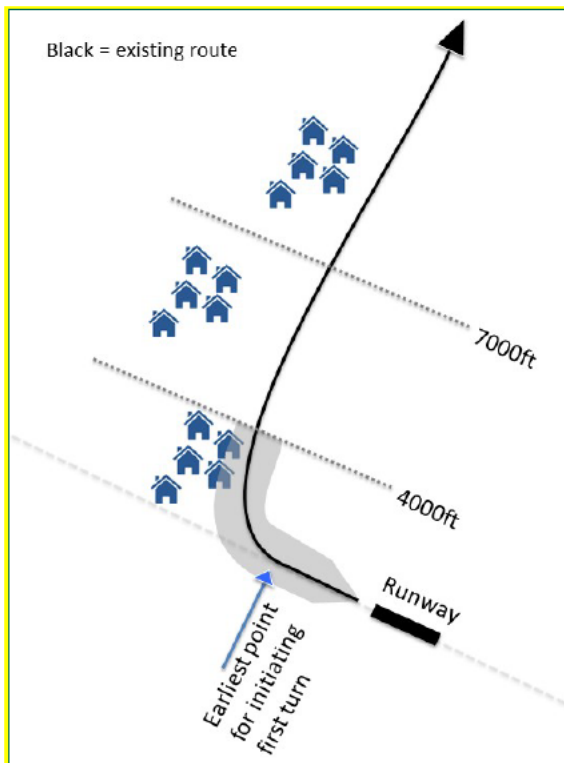 Black = existing route
7000ft
4000ft
Runway
Earliest point
for initiating
first turn